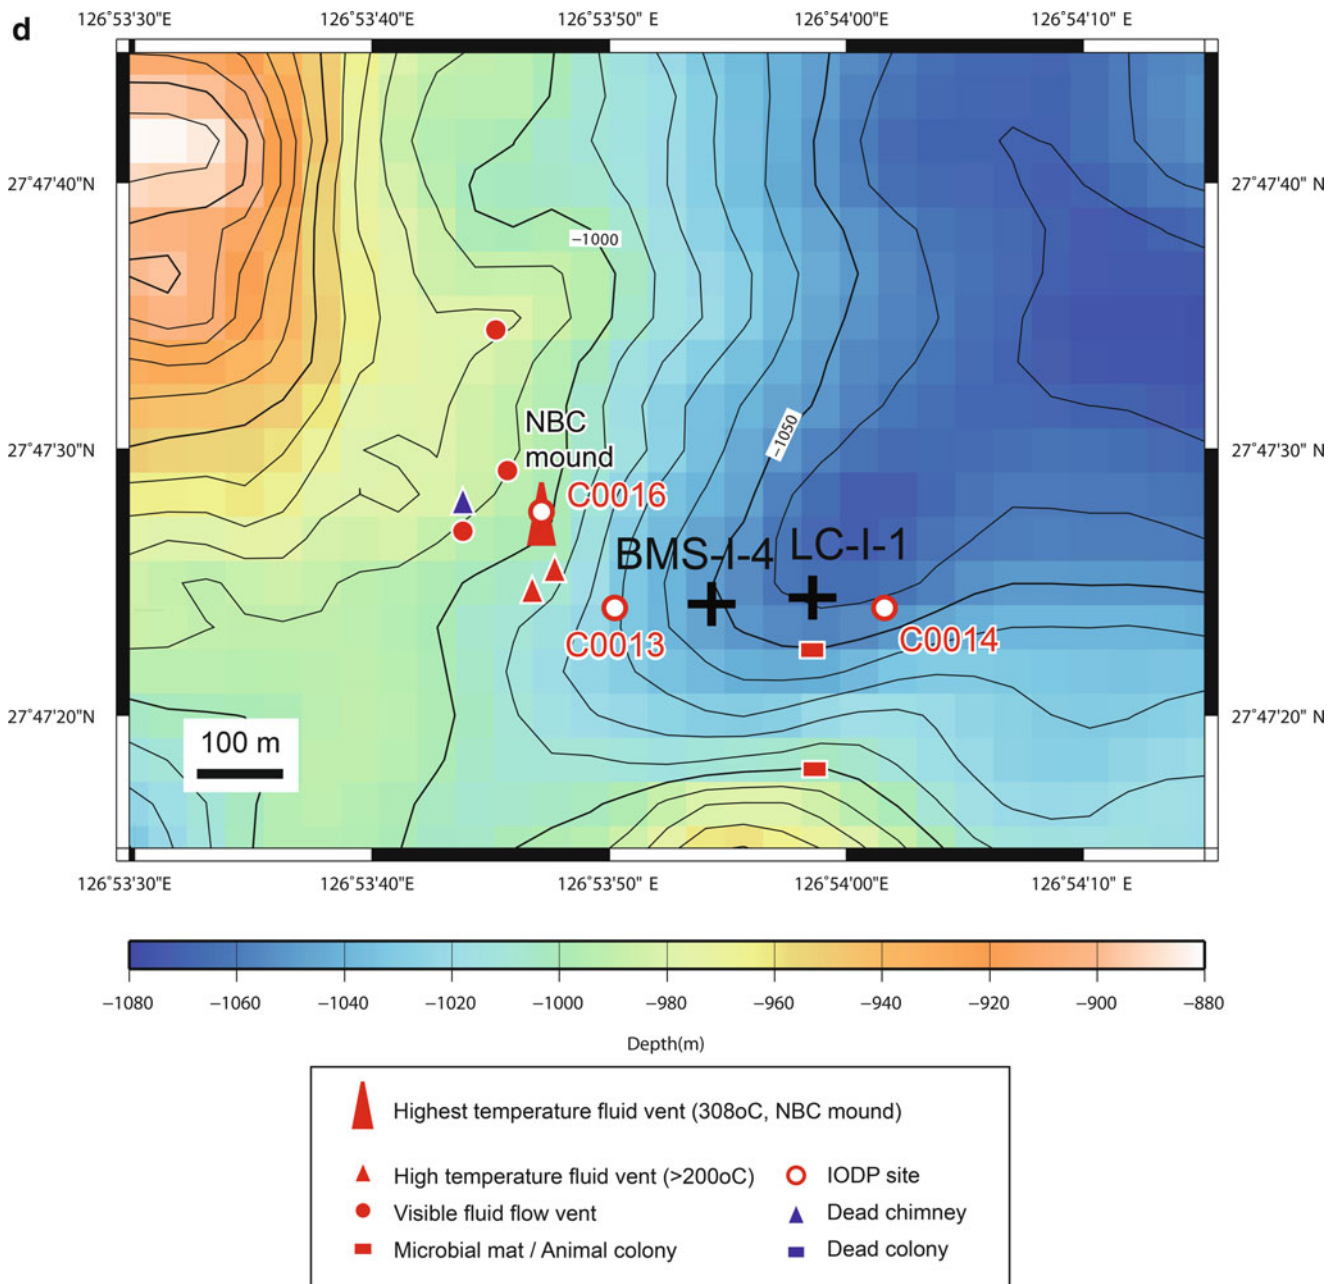 d
126°53'30" E 126°53'40" E 126°53'50" E 126°54'00" E 126°54'10" E
27°47'40"N 27°47'40" N
−1000
NBC
mound
27°47'30"N −1050 27°47'30" N
C0016
BMS-I-4 LC-I-1
C0013 C0014
27°47'20"N 27°47'20" N
100 m
126°53'30" E 126°53'40"E 126°53'50" E 126°54'00" E 126°54'10" E
−1080 −1060 −1040 −1020 −1000 −980 −960 −940 −920 −900 −880
Depth(m)
Highest temperature fluid vent (308oC, NBC mound)
High temperature fluid vent (>200oC) IODP site
Visible fluid flow vent Dead chimney
Microbial mat / Animal colony Dead colony